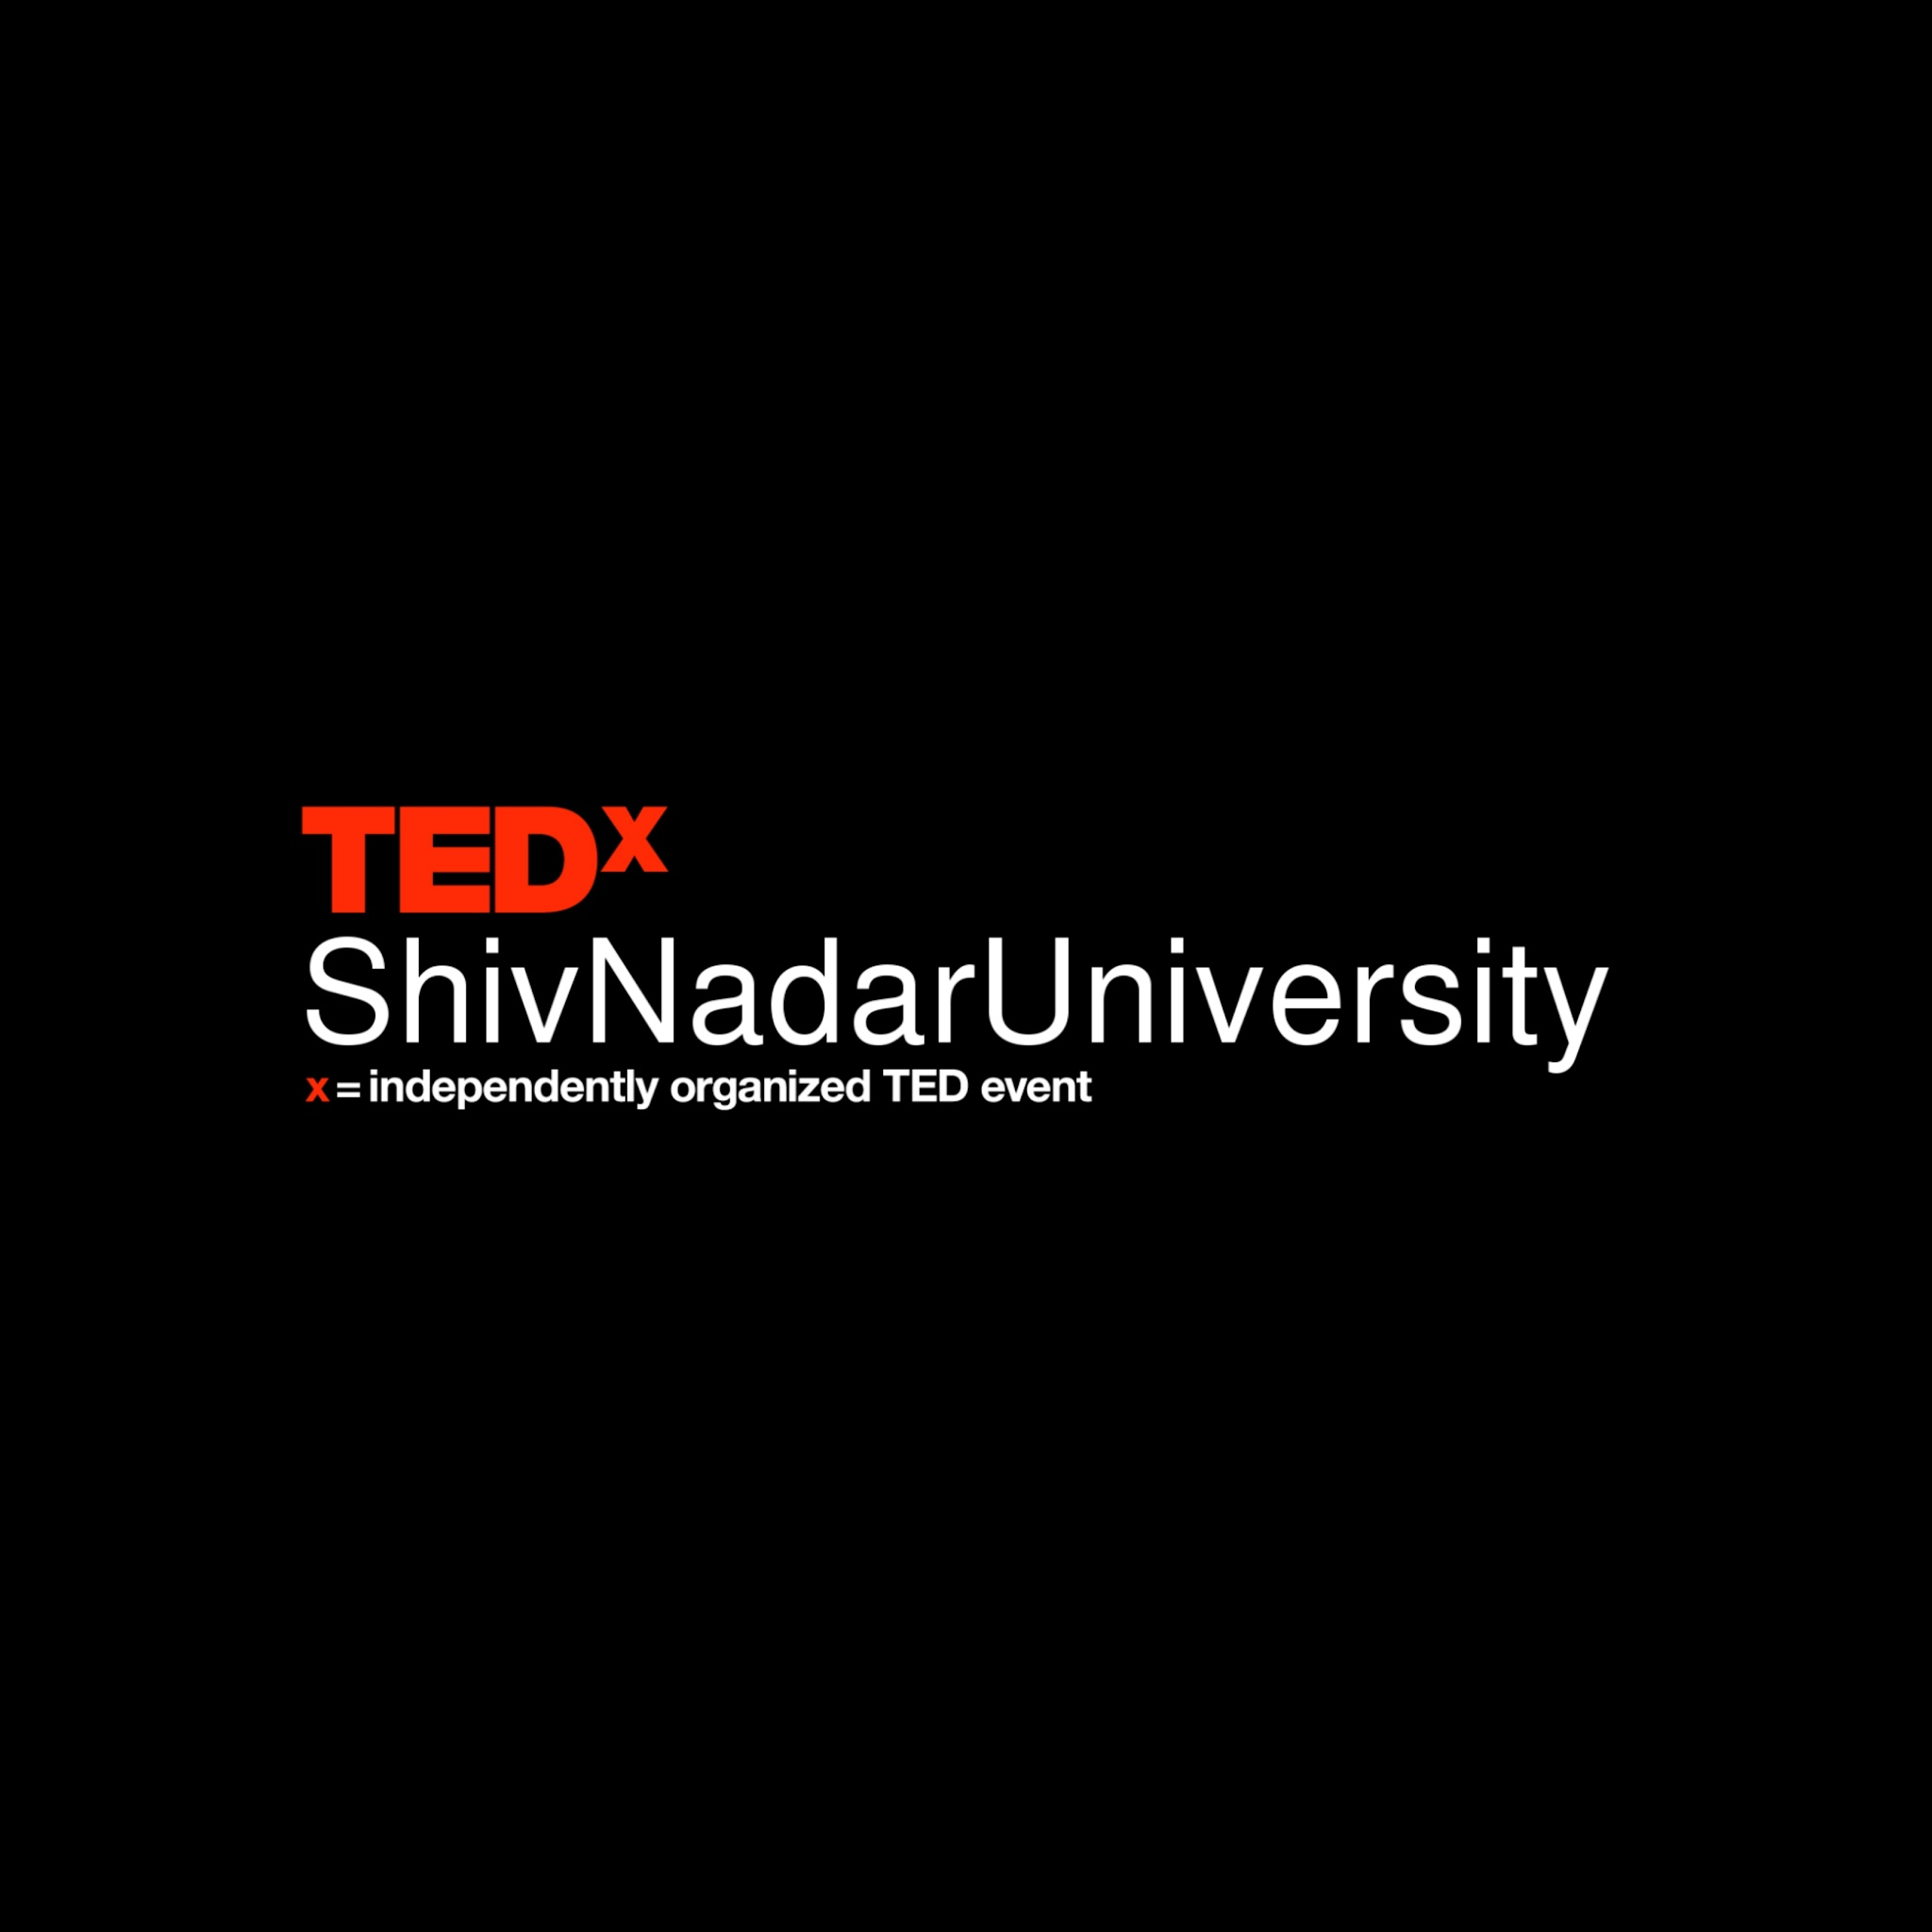 TEDx
ShivNadarUniversity
x = independently organized TED event